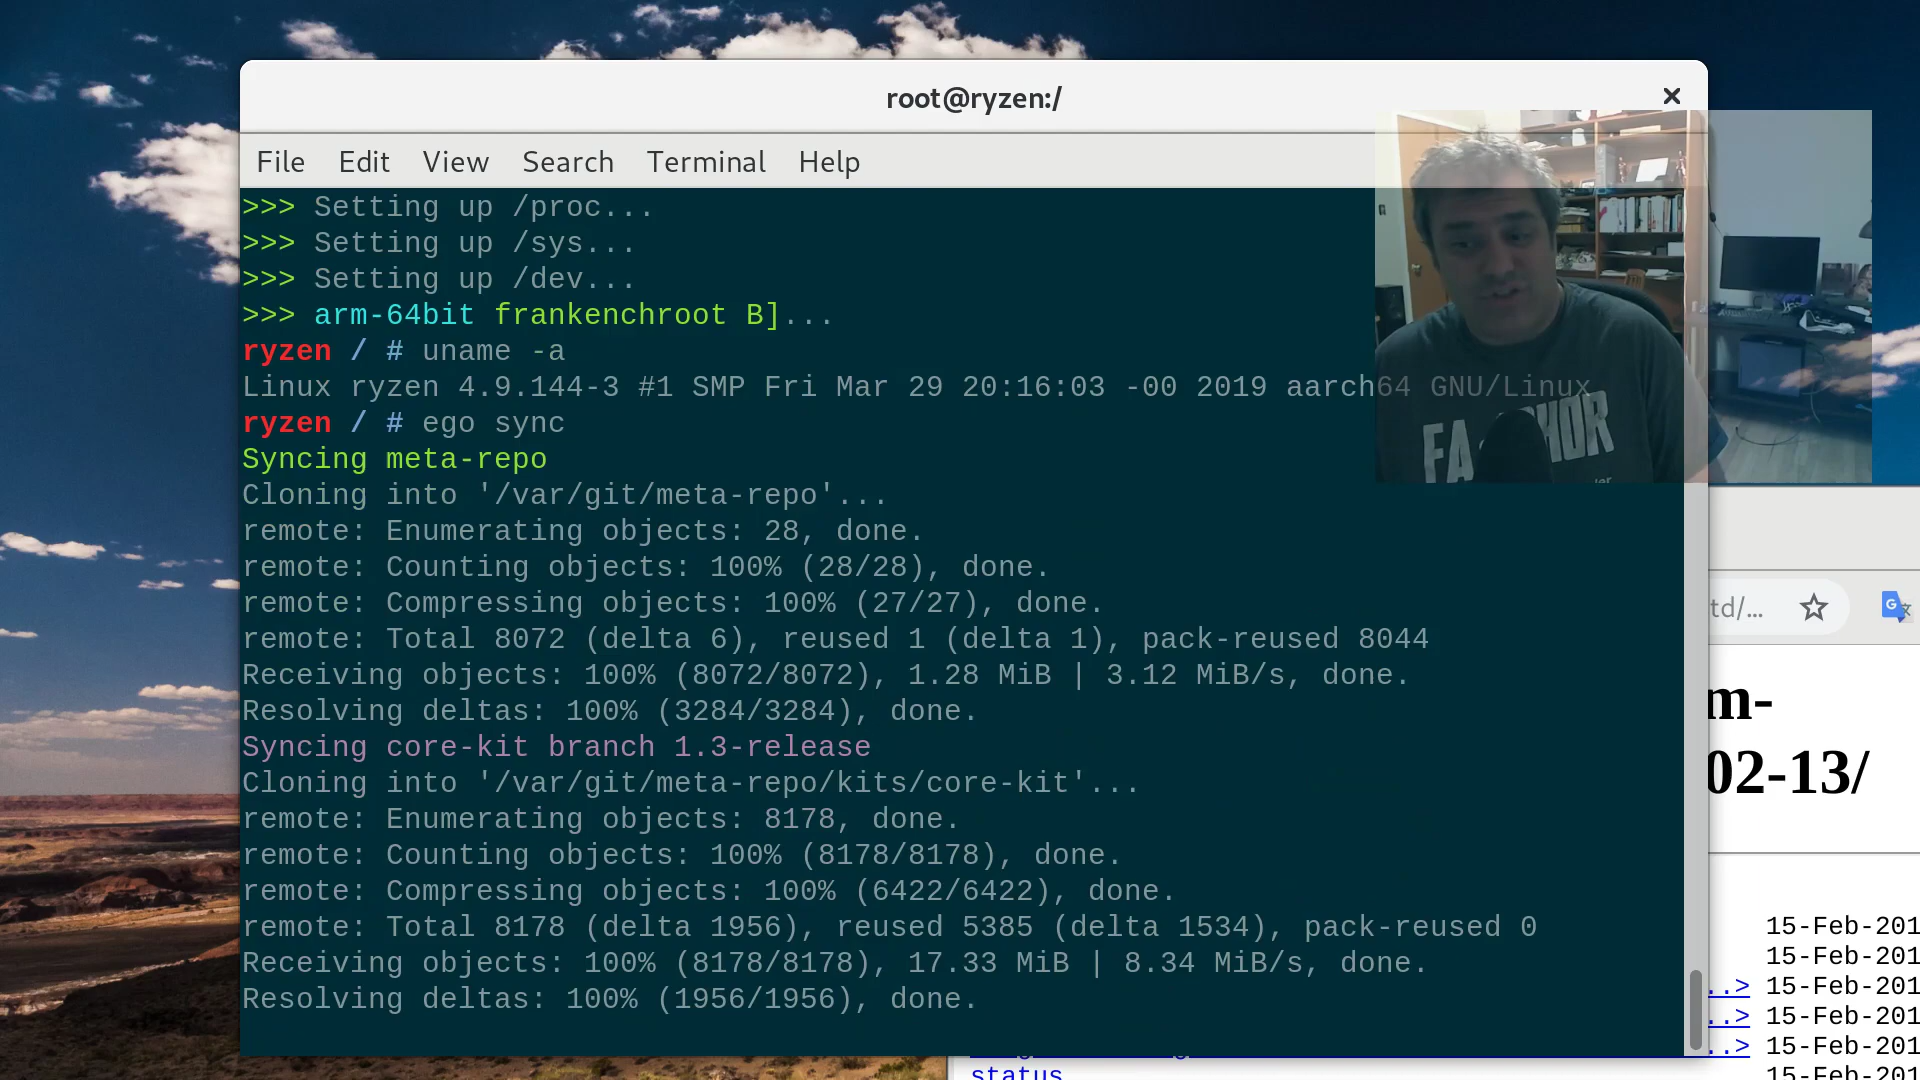 root@ryzen:/
File Edit View Search Terminal Help
>>> Setting up /proc...
>>> Setting up /sys...
>>> Setting up /dev...
>>> arm-64bit frankenchroot B]...
ryzen / # uname -a
Linux ryzen 4.9.144-3 #1 SMP Fri Mar 29 20:16:03 -00 2019 aarch64 GNU/Linux
ryzen / # ego sync
Syncing meta-repo
Cloning into '/var/git/meta-repo'...
remote: Enumerating objects: 28, done.
remote: Counting objects: 100% (28/28), done.
remote: Compressing objects: 100% (27/27), done.
remote: Total 8072 (delta 6), reused 1 (delta 1), pack-reused 8044
Receiving objects: 100% (8072/8072), 1.28 MiB | 3.12 MiB/s, done.
Resolving deltas: 100% (3284/3284), done.
Syncing core-kit branch 1.3-release
Cloning into '/var/git/meta-repo/kits/core-kit'...
remote: Enumerating objects: 8178, done.
remote: Counting objects: 100% (8178/8178), done.
remote: Compressing objects: 100% (6422/6422), done.
remote: Total 8178 (delta 1956), reused 5385 (delta 1534), pack-reused 0
Receiving objects: 100% (8178/8178), 17.33 MiB | 8.34 MiB/s, done.
Resolving deltas: 100% (1956/1956), done.
td/...
m-
02-13/
15-Feb-201
15-Feb-201
..> 15-Feb-201
..> 15-Feb-201
..> 15-Feb-201
status 15-Feb-201